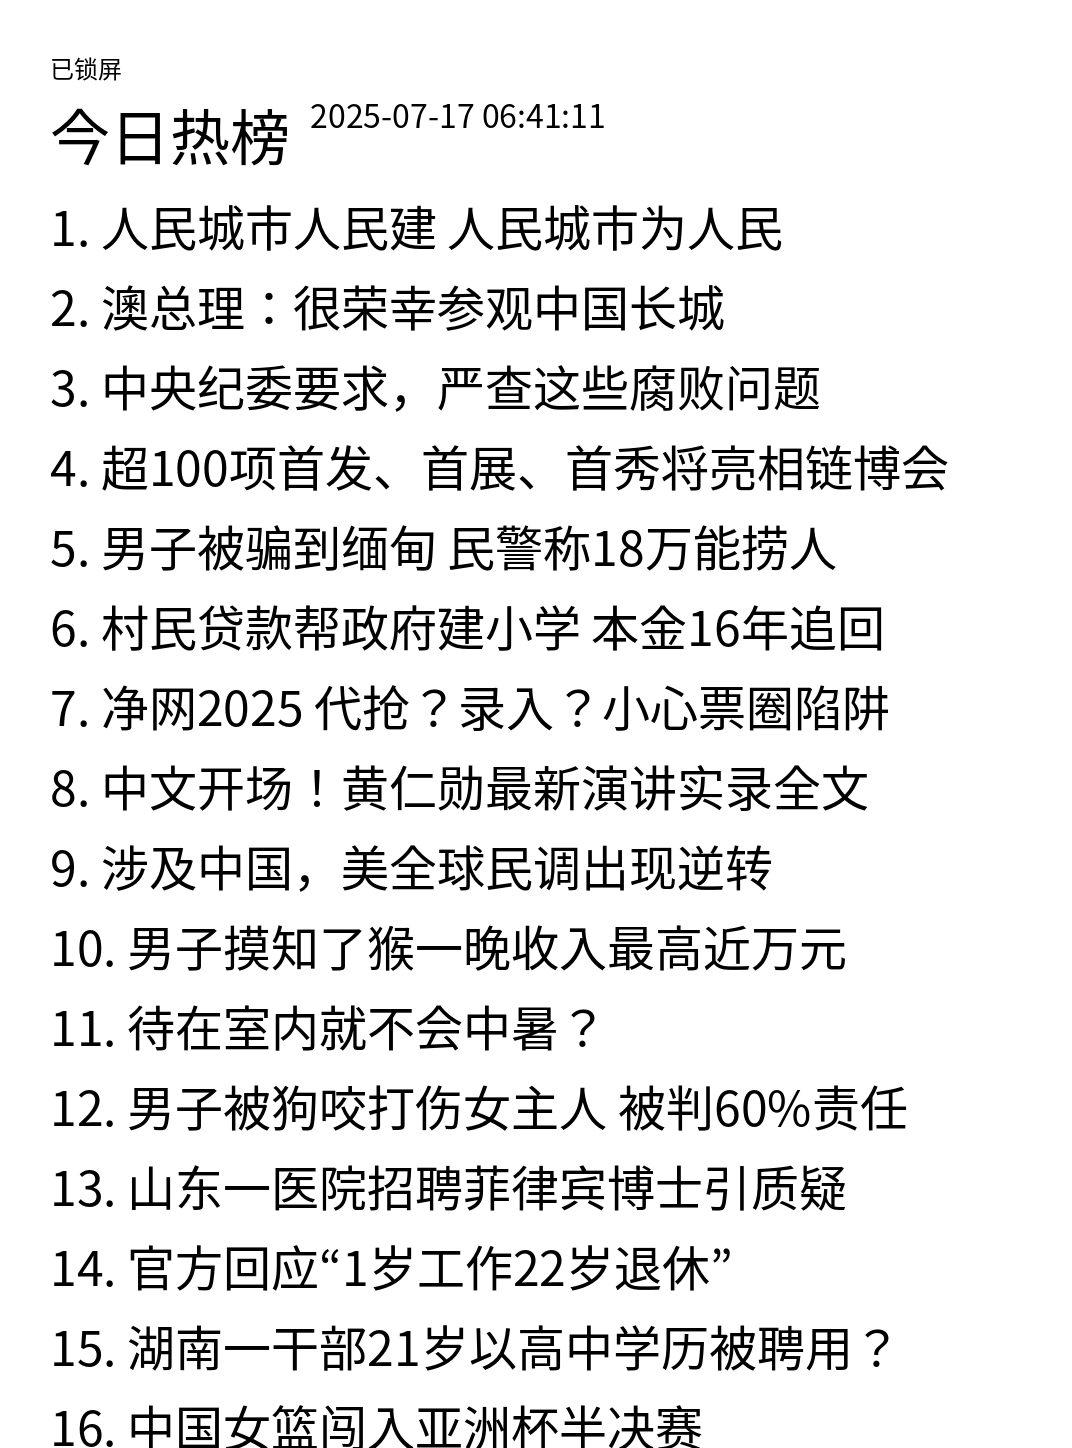 已锁屏
今日热榜 2025-07-17 06:41:11
1. 人民城市人民建 人民城市为人民
2. 澳总理：很荣幸参观中国长城
3. 中央纪委要求，严查这些腐败问题
4. 超100项首发、首展、首秀将亮相链博会
5. 男子被骗到缅甸 民警称18万能捞人
6. 村民贷款帮政府建小学 本金16年追回
7. 净网2025 代抢？录入？小心票圈陷阱
8. 中文开场！黄仁勋最新演讲实录全文
9. 涉及中国，美全球民调出现逆转
10. 男子摸知了猴一晚收入最高近万元
11. 待在室内就不会中暑？
12. 男子被狗咬打伤女主人 被判60%责任
13. 山东一医院招聘菲律宾博士引质疑
14. 官方回应“1岁工作22岁退休”
15. 湖南一干部21岁以高中学历被聘用？
16. 中国女篮闯入亚洲杯半决赛